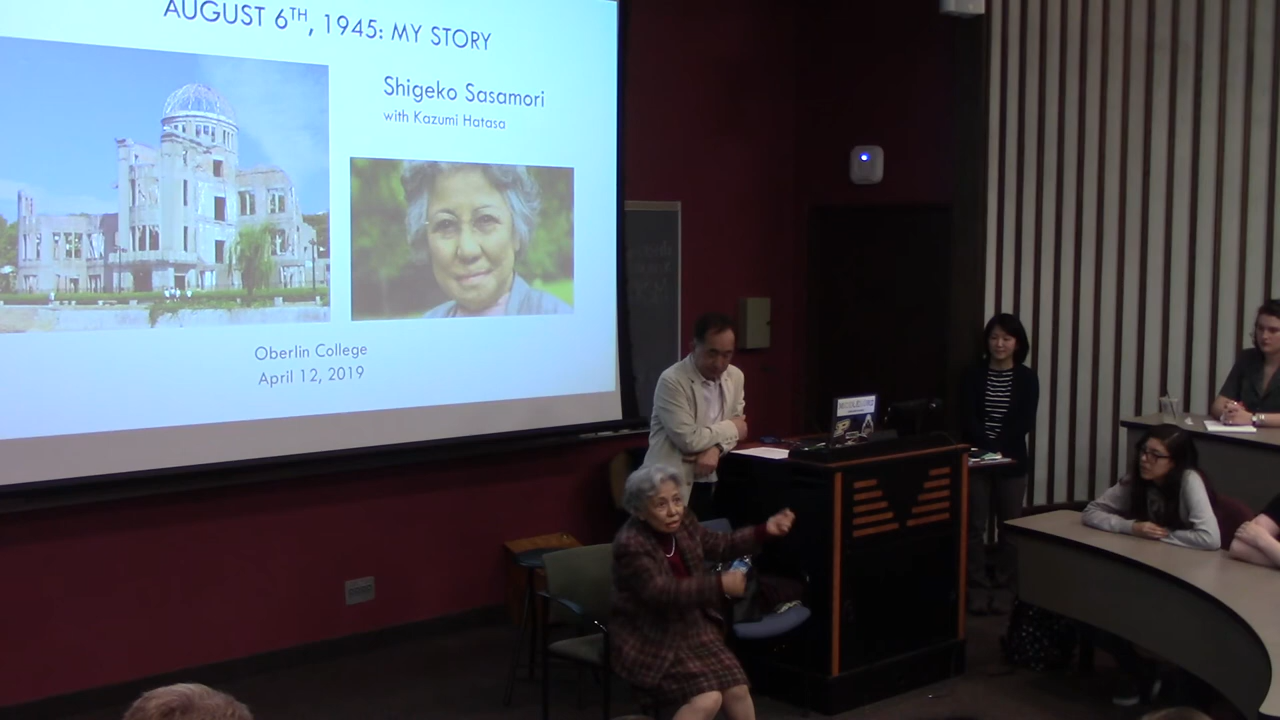 AUGUST 6TH, 1945: MY STORY
Shigeko Sasamori
with Kazumi Hatasa
Oberlin College
April 12, 2019